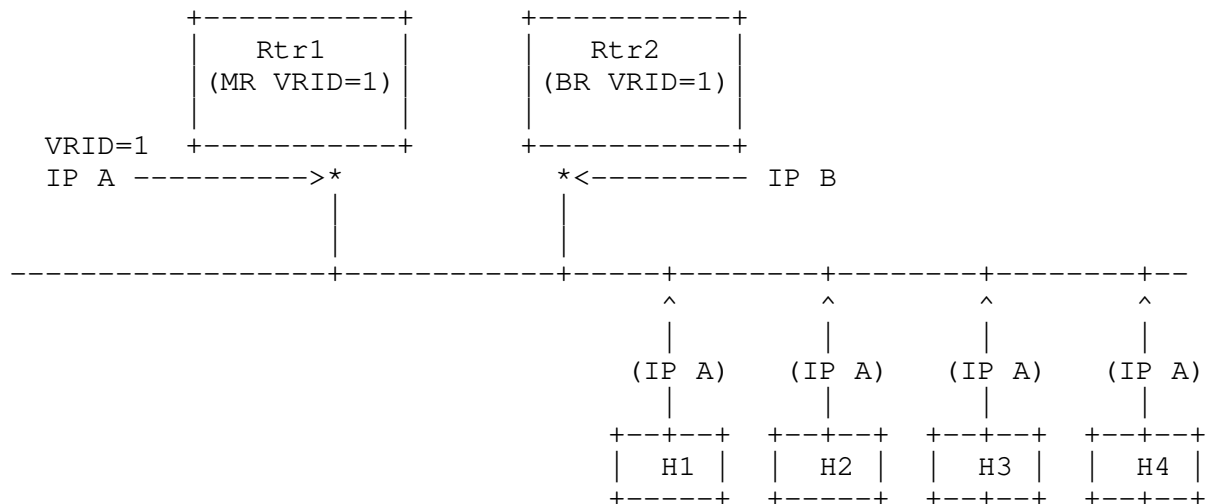 Rtr1 Rtr2
(MR VRID=1) (BR VRID=1)
VRID=1
IP A IP B
(IP A) (IP A) (IP A) (IP A)
H1 H2 H3 H4